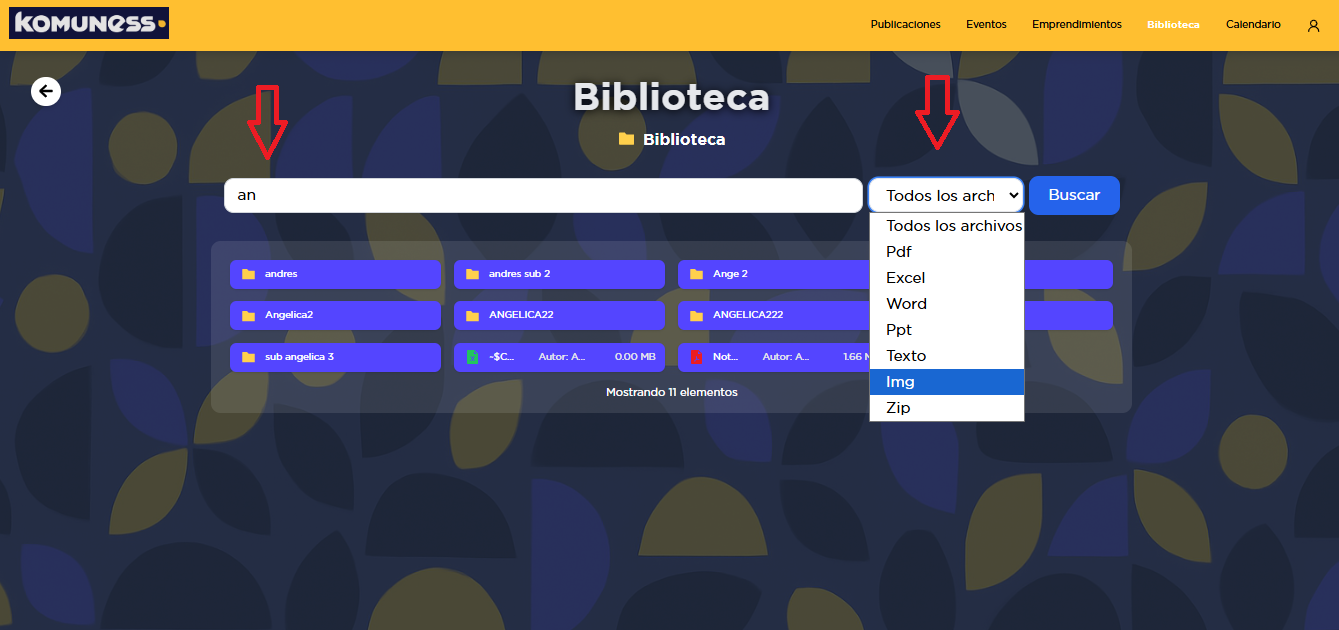 KOMUNESS
Publicaciones Eventos Emprendimientos Biblioteca Calendario
Biblioteca
Biblioteca
an
Todos los arch
Buscar
Todos los archivos
Pdf
Excel
Word
Ppt
Texto
Img
Zip
andres
andres sub 2
Ange 2
Angelica2
ANGELICA22
ANGELICA222
sub angelica 3
~$C... Autor: A... 0.00 MB
Not... Autor: A... 1.66 M
Mostrando 11 elementos